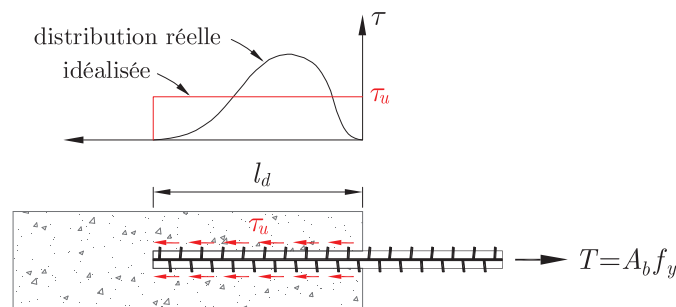 τ
distribution réelle
idéalisée
τu
ld
τu
T=Abfy